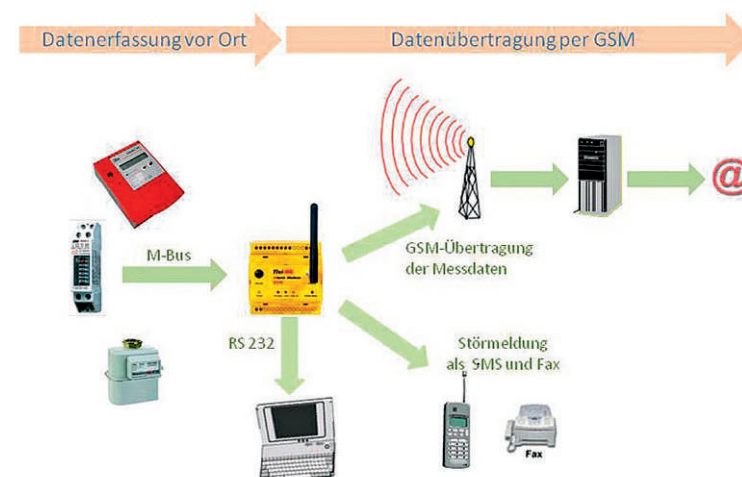 Datenerfassung vor Ort
Datenübertragung per GSM
M-Bus
GSM-Übertragung
der Messdaten
RS 232
Störmeldung
als SMS und Fax
@
Fax